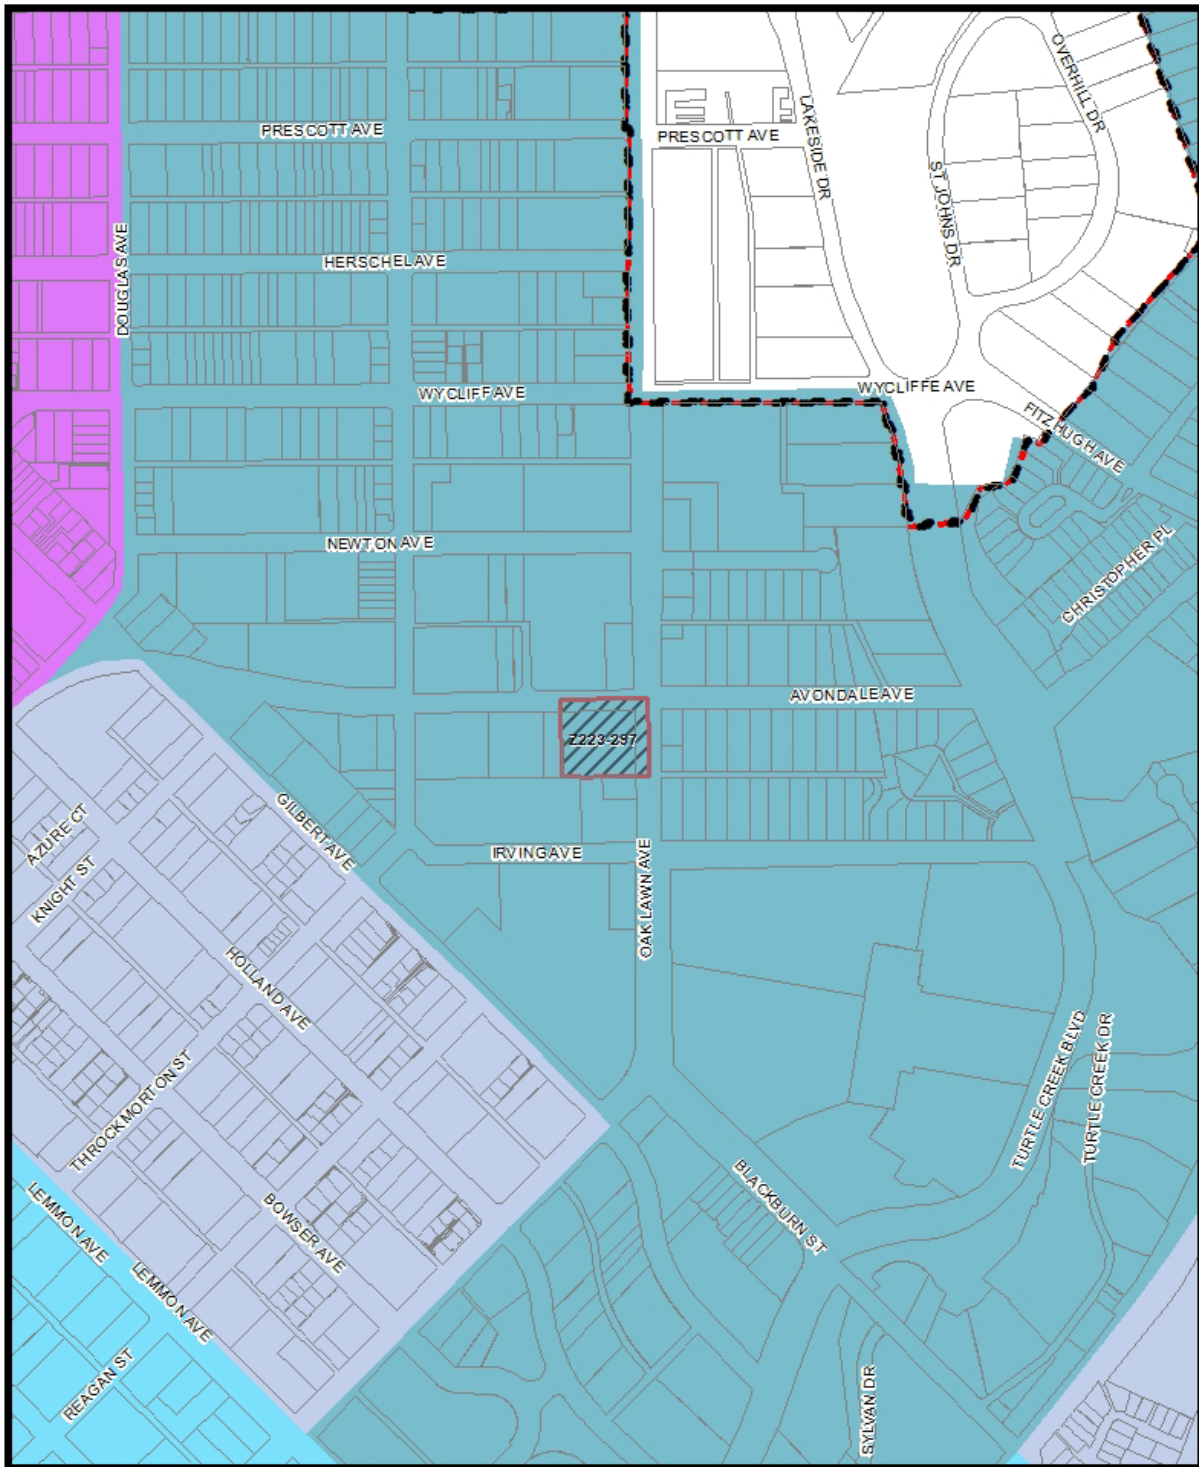 OVERHILL DR
PRESCOTT AVE
PRESCOTT AVE
LAKESIDE DR
ST JOHNS DR
DOUGLAS AVE
HERSCHEL AVE
WYCLIFF AVE
WYCLIFFE AVE
FITZHUGH AVE
NEWTON AVE
CHRISTOPHER PL
AVONDALE AVE
Z223-297
AZURE CT
GILBERT AVE
IRVING AVE
KNIGHT ST
OAK LAWN AVE
HOLLAND AVE
TURTLE CREEK BLVD
TURTLE CREEK DR
THROCKMORTON ST
BLACKBURN ST
LEMMON AVE
BOWSER AVE
LEMMON AVE
REAGAN ST
SYLVAN DR